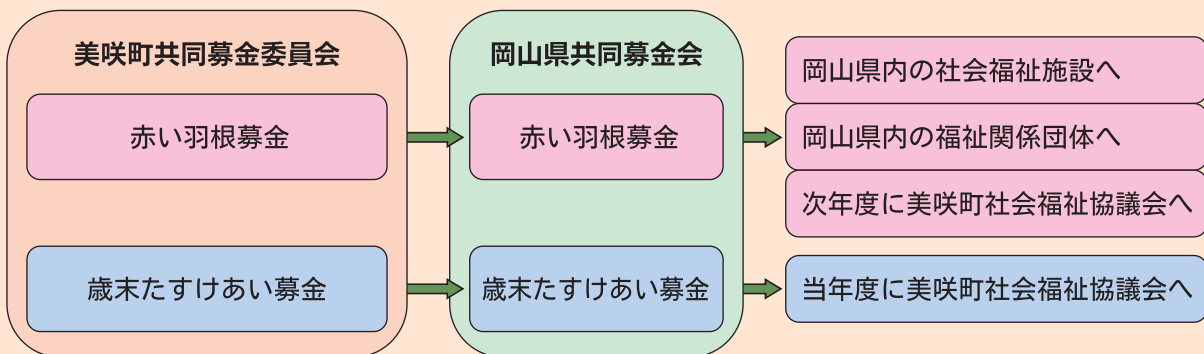 美咲町共同募金委員会
赤い羽根募金
歳末たすけあい募金
岡山県共同募金会
赤い羽根募金
歳末たすけあい募金
岡山県内の社会福祉施設へ
岡山県内の福祉関係団体へ
次年度に美咲町社会福祉協議会へ
当年度に美咲町社会福祉協議会へ